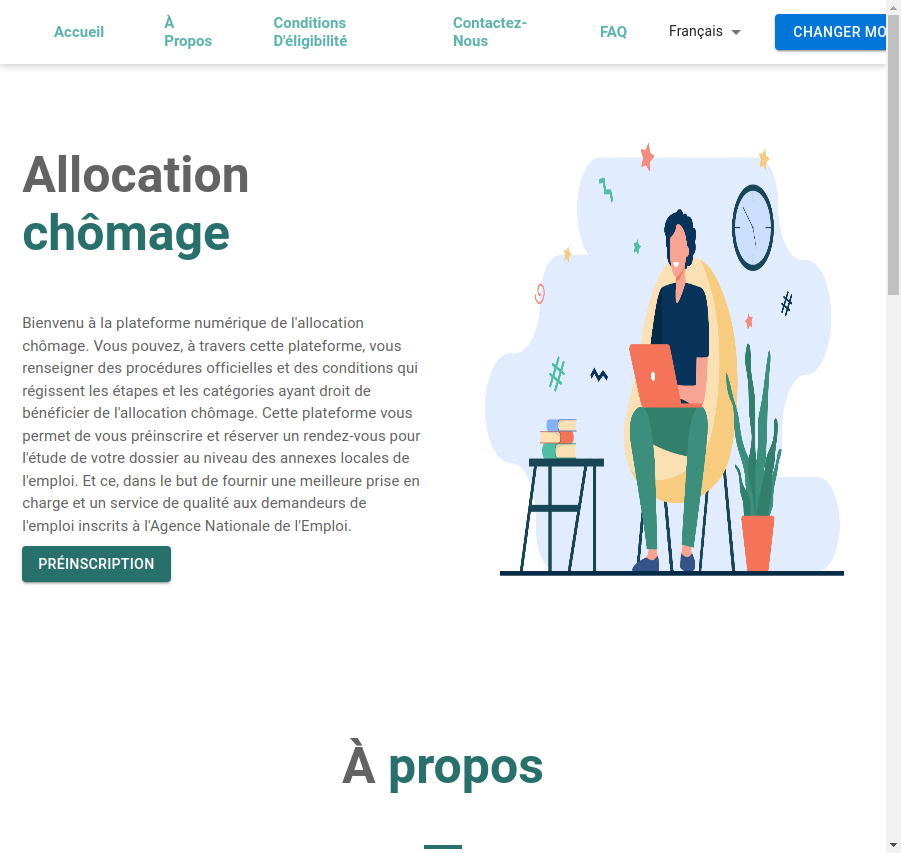 Accueil
À
Propos
Conditions
D'éligibilité
Contactez-
Nous
FAQ
Français
CHANGER MO
Allocation
chômage
Bienvenu à la plateforme numérique de l'allocation
chômage. Vous pouvez, à travers cette plateforme, vous
renseigner des procédures officielles et des conditions qui
régissent les étapes et les catégories ayant droit de
bénéficier de l'allocation chômage. Cette plateforme vous
permet de vous préinscrire et réserver un rendez-vous pour
l'étude de votre dossier au niveau des annexes locales de
l'emploi. Et ce, dans le but de fournir une meilleure prise en
charge et un service de qualité aux demandeurs de
l'emploi inscrits à l'Agence Nationale de l'Emploi.
PRÉINSCRIPTION
À propos